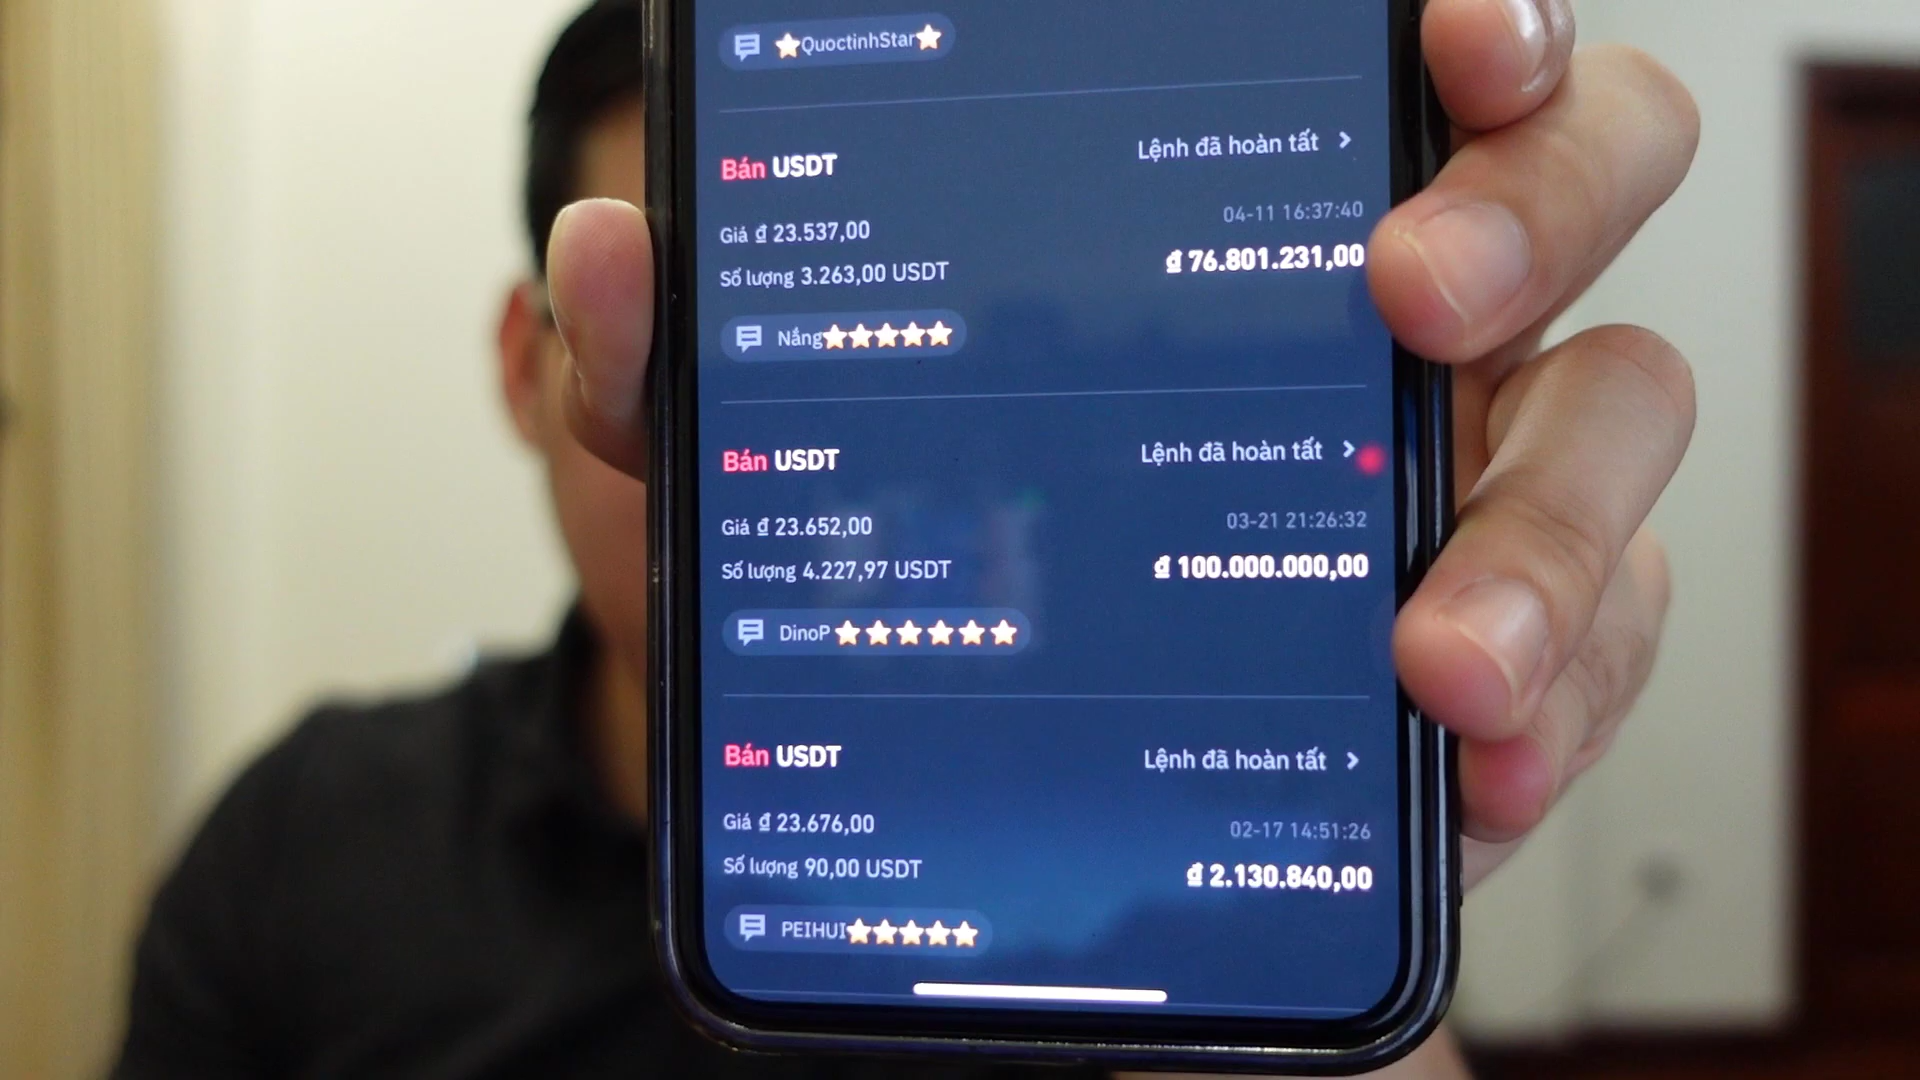 ⭐QuoctinhStar⭐
Bán USDT
Lệnh đã hoàn tất
Giá ₫ 23.537,00
04-11 16:37:40
Số lượng 3.263,00 USDT
₫ 76.801.231,00
Nắng⭐⭐⭐⭐⭐
Bán USDT
Lệnh đã hoàn tất
Giá ₫ 23.652,00
03-21 21:26:32
Số lượng 4.227,97 USDT
₫ 100.000.000,00
DinoP⭐⭐⭐⭐⭐⭐
Bán USDT
Lệnh đã hoàn tất
Giá ₫ 23.676,00
02-17 14:51:26
Số lượng 90,00 USDT
₫ 2.130.840,00
PEIHUI⭐⭐⭐⭐⭐